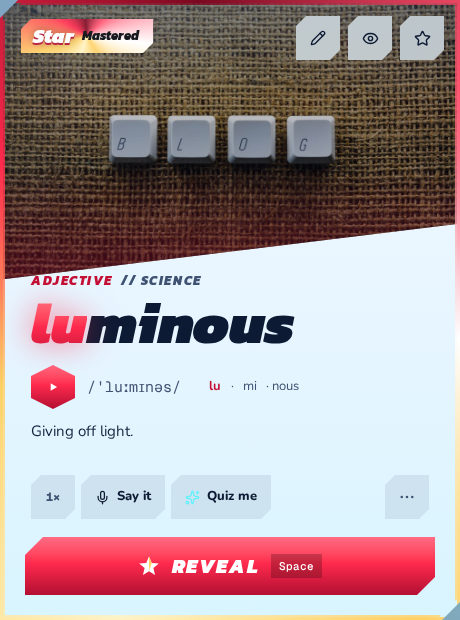 Star Mastered
B L O G
ADJECTIVE // SCIENCE
luminous
/ˈluːmɪnəs/ lu · mi · nous
Giving off light.
1× Say it Quiz me ...
REVEAL Space